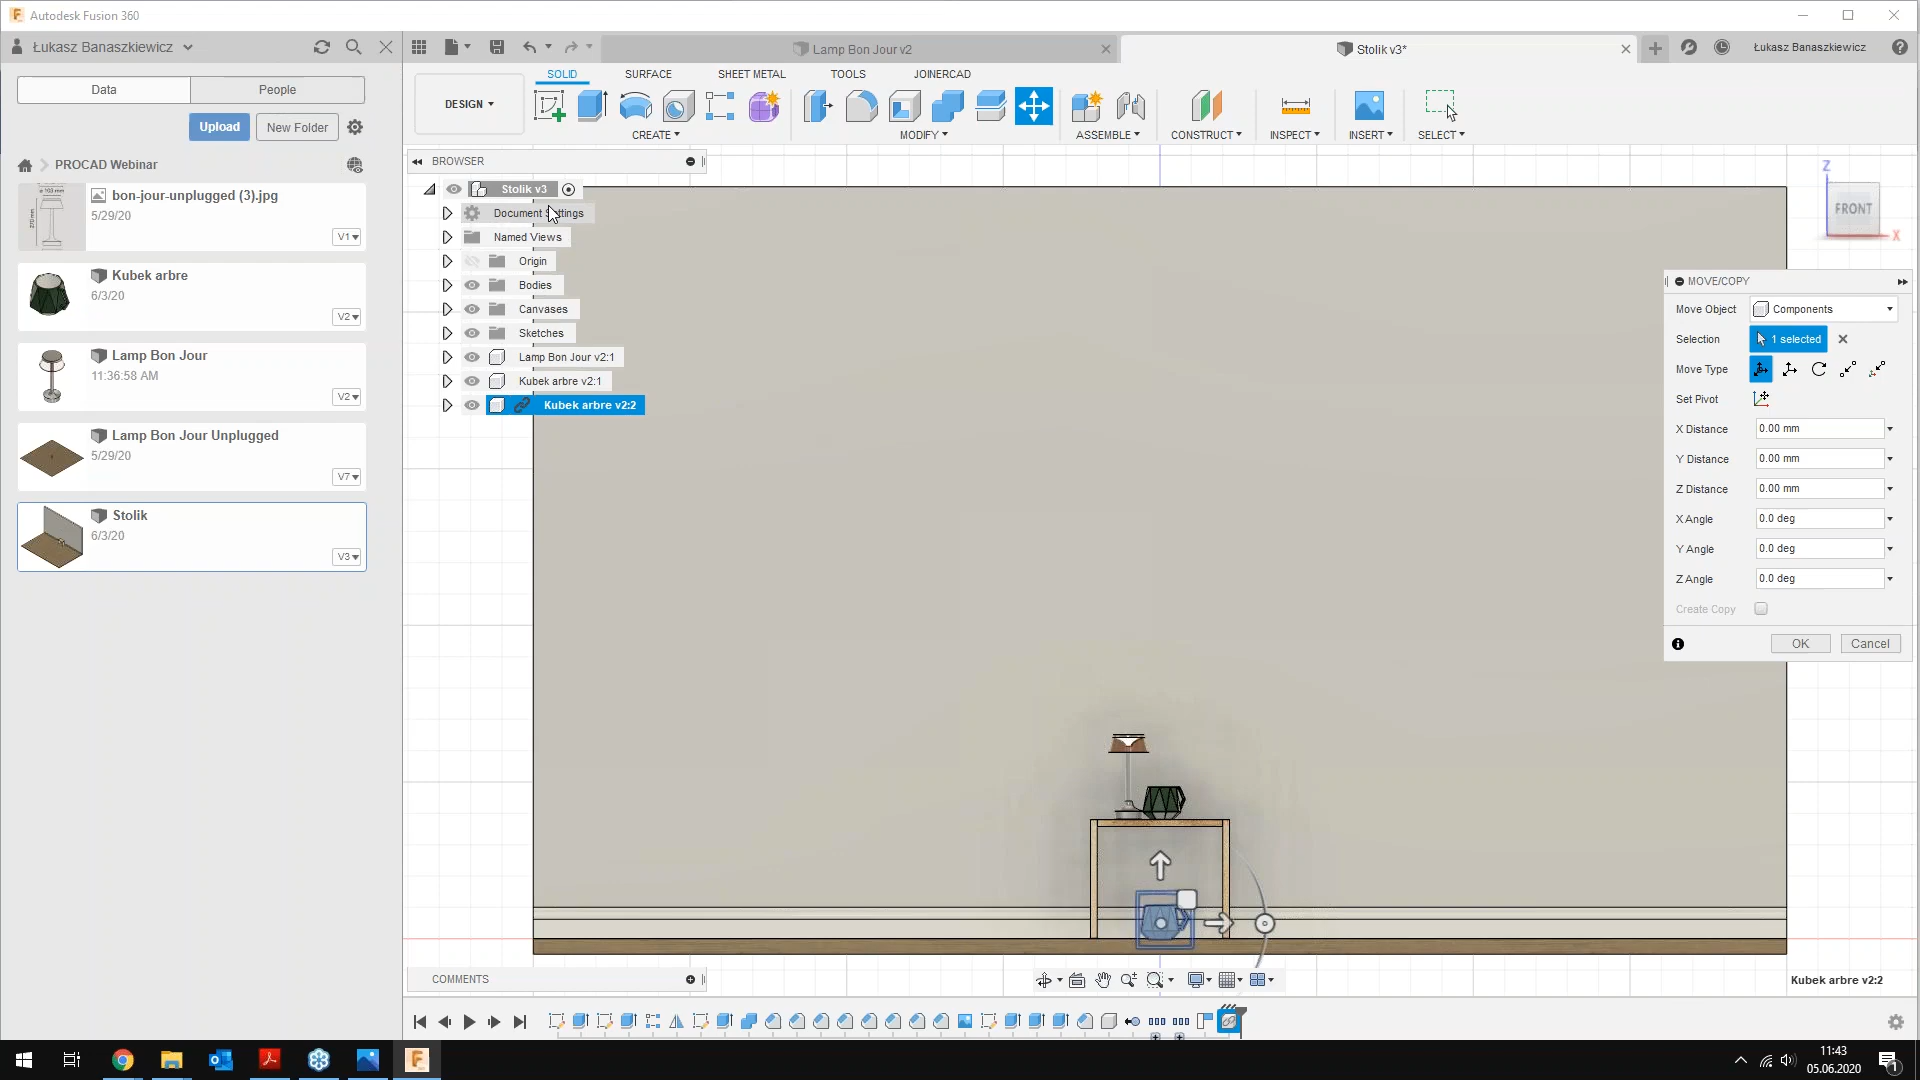 Autodesk Fusion 360
Łukasz Banaszkiewicz
Lamp Bon Jour v2
Stolik v3*
Łukasz Banaszkiewicz
Data
People
Upload
New Folder
PROCAD Webinar
bon-jour-unplugged (3).jpg
5/29/20
V1
Kubek arbre
6/3/20
V2
Lamp Bon Jour
11:36:58 AM
V2
Lamp Bon Jour Unplugged
5/29/20
V7
Stolik
6/3/20
V3
DESIGN
SOLID
SURFACE
SHEET METAL
TOOLS
JOINERCAD
CREATE
MODIFY
ASSEMBLE
CONSTRUCT
INSPECT
INSERT
SELECT
BROWSER
Stolik v3
Document Settings
Named Views
Origin
Bodies
Canvases
Sketches
Lamp Bon Jour v2:1
Kubek arbre v2:1
Kubek arbre v2:2
Z
FRONT
X
MOVE/COPY
Move Object
Components
Selection
1 selected
Move Type
Set Pivot
X Distance
0.00 mm
Y Distance
0.00 mm
Z Distance
0.00 mm
X Angle
0.0 deg
Y Angle
0.0 deg
Z Angle
0.0 deg
Create Copy
OK
Cancel
COMMENTS
Kubek arbre v2:2
11:43
05.06.2020
1